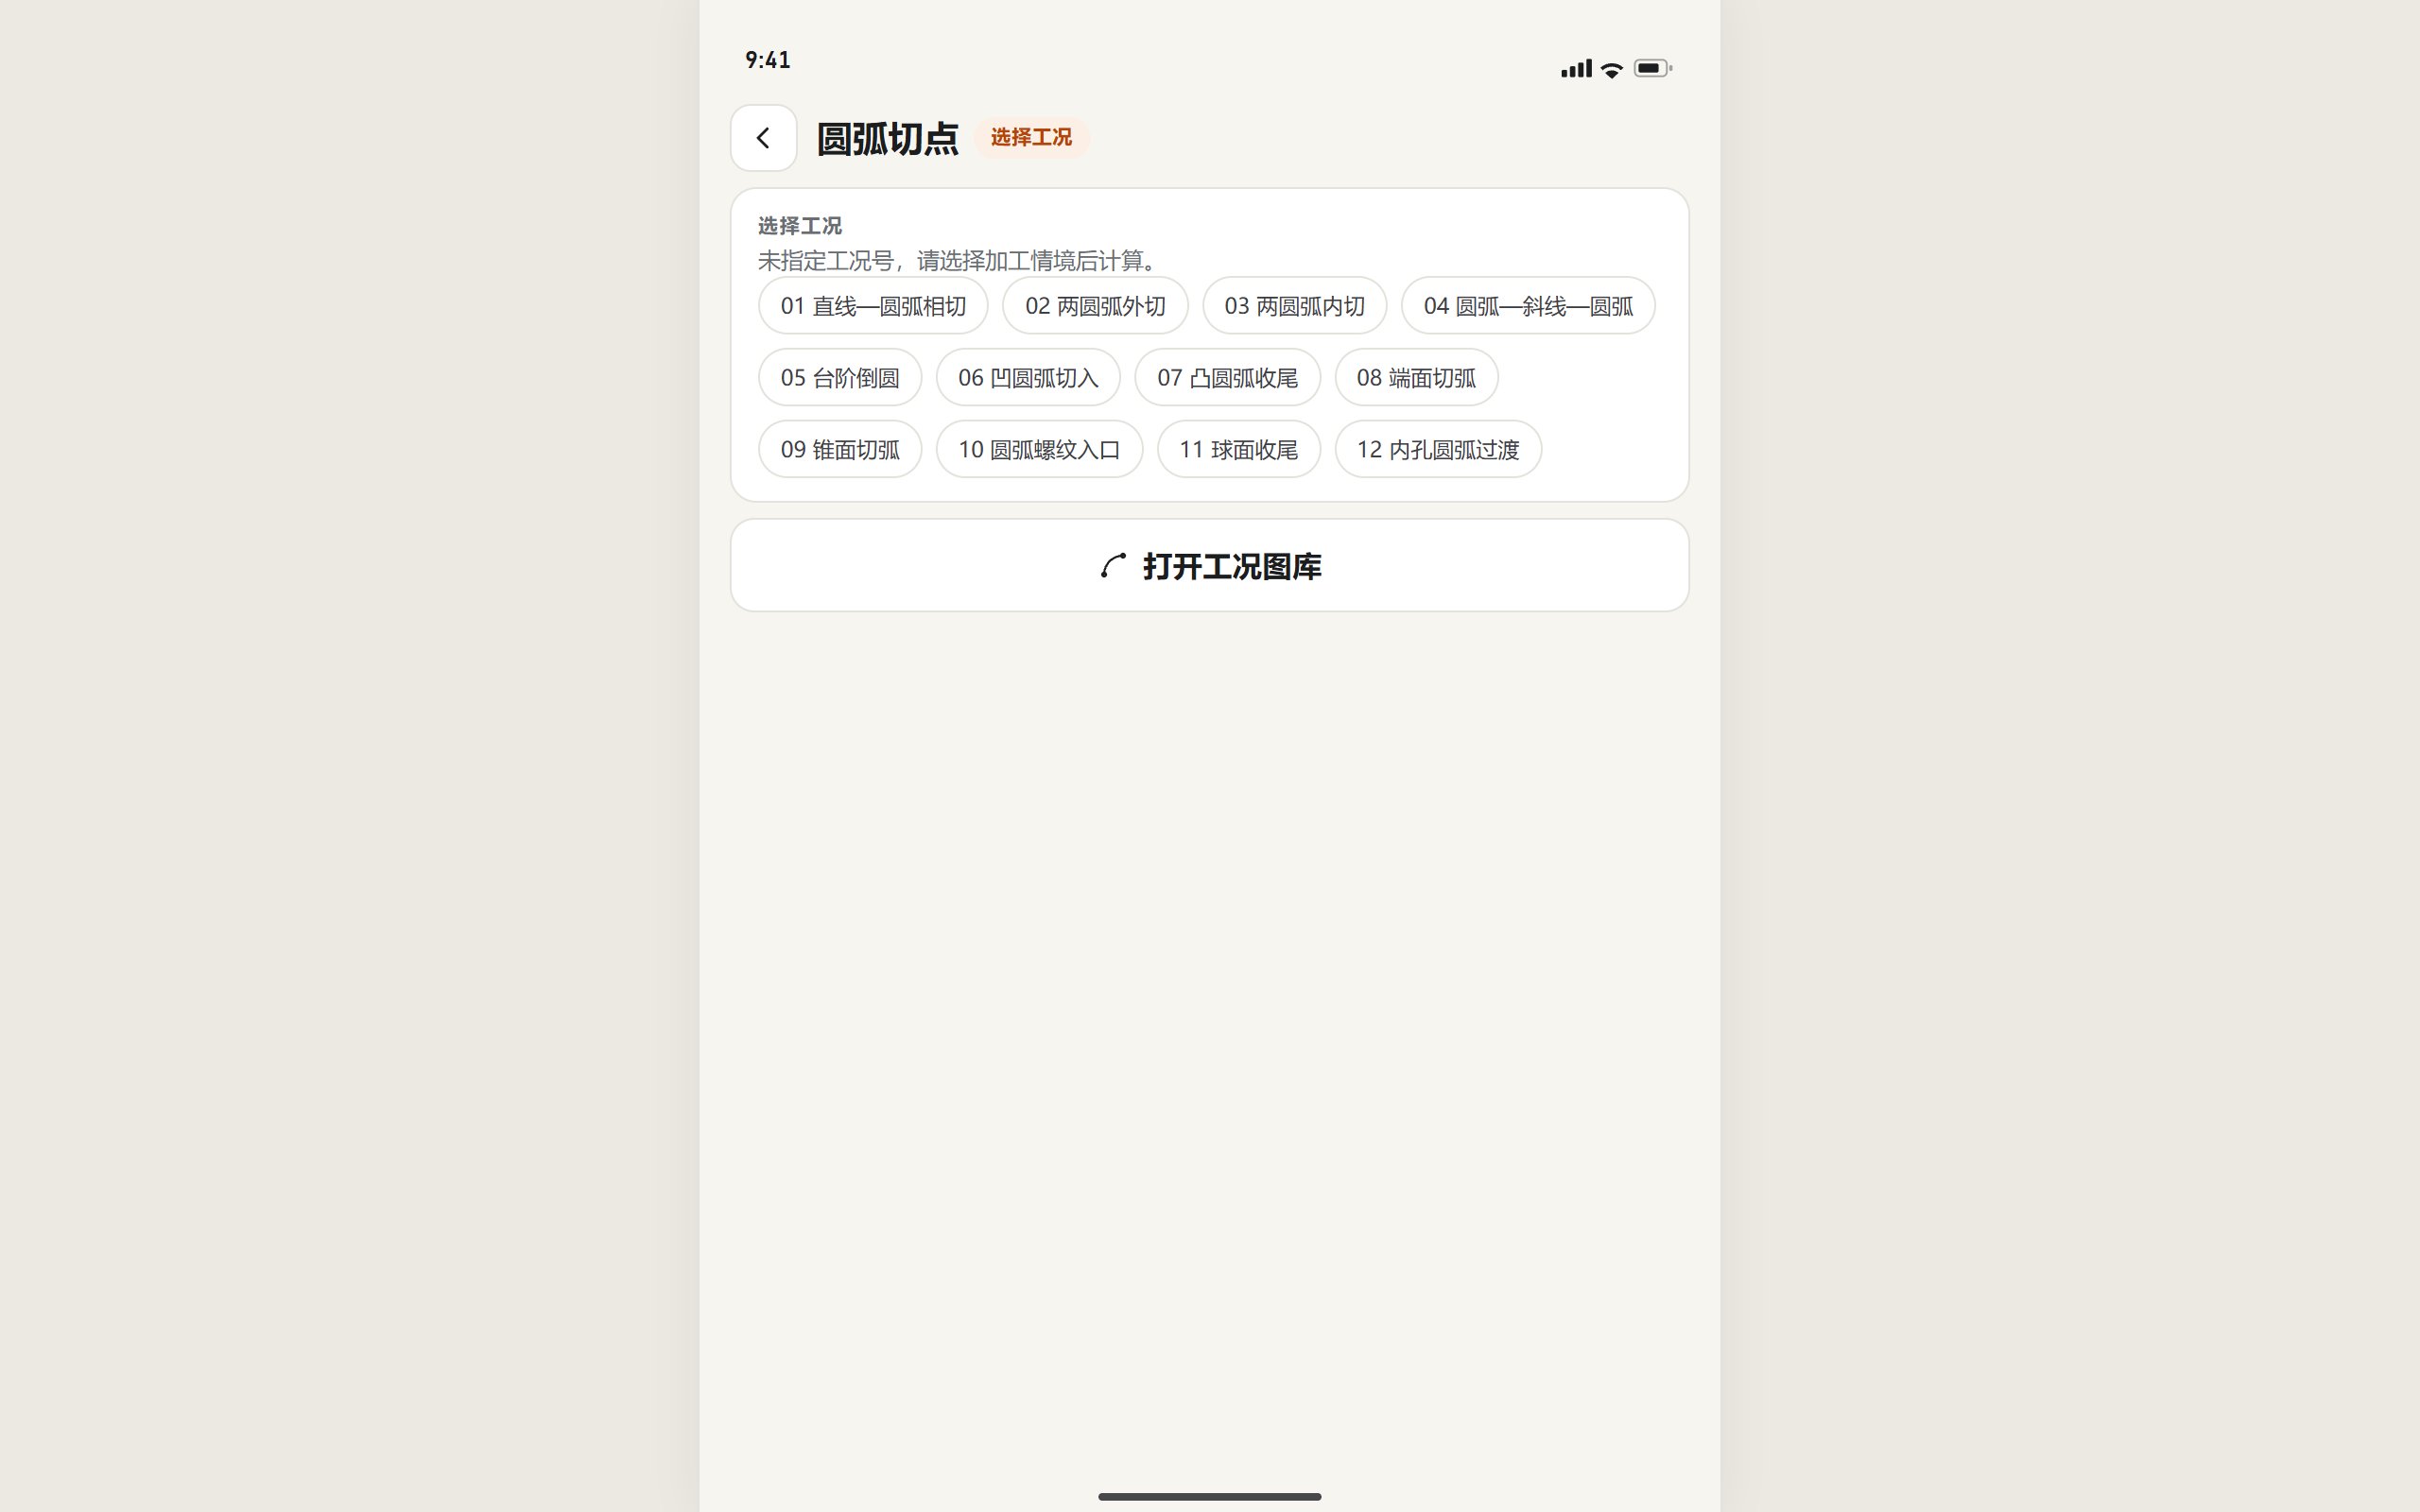 9:41
圆弧切点 选择工况
选择工况
未指定工况号，请选择加工情境后计算。
01 直线—圆弧相切 02 两圆弧外切 03 两圆弧内切 04 圆弧—斜线—圆弧
05 台阶倒圆 06 凹圆弧切入 07 凸圆弧收尾 08 端面切弧
09 锥面切弧 10 圆弧螺纹入口 11 球面收尾 12 内孔圆弧过渡
打开工况图库